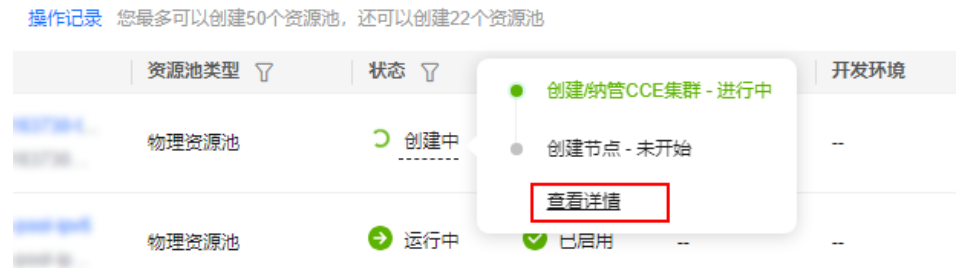 操作记录 您最多可以创建50个资源池，还可以创建22个资源池
资源池类型 状态 开发环境
创建/纳管CCE集群 - 进行中
物理资源池 创建中 --
创建节点 - 未开始
查看详情
物理资源池 运行中 已启用 -- --